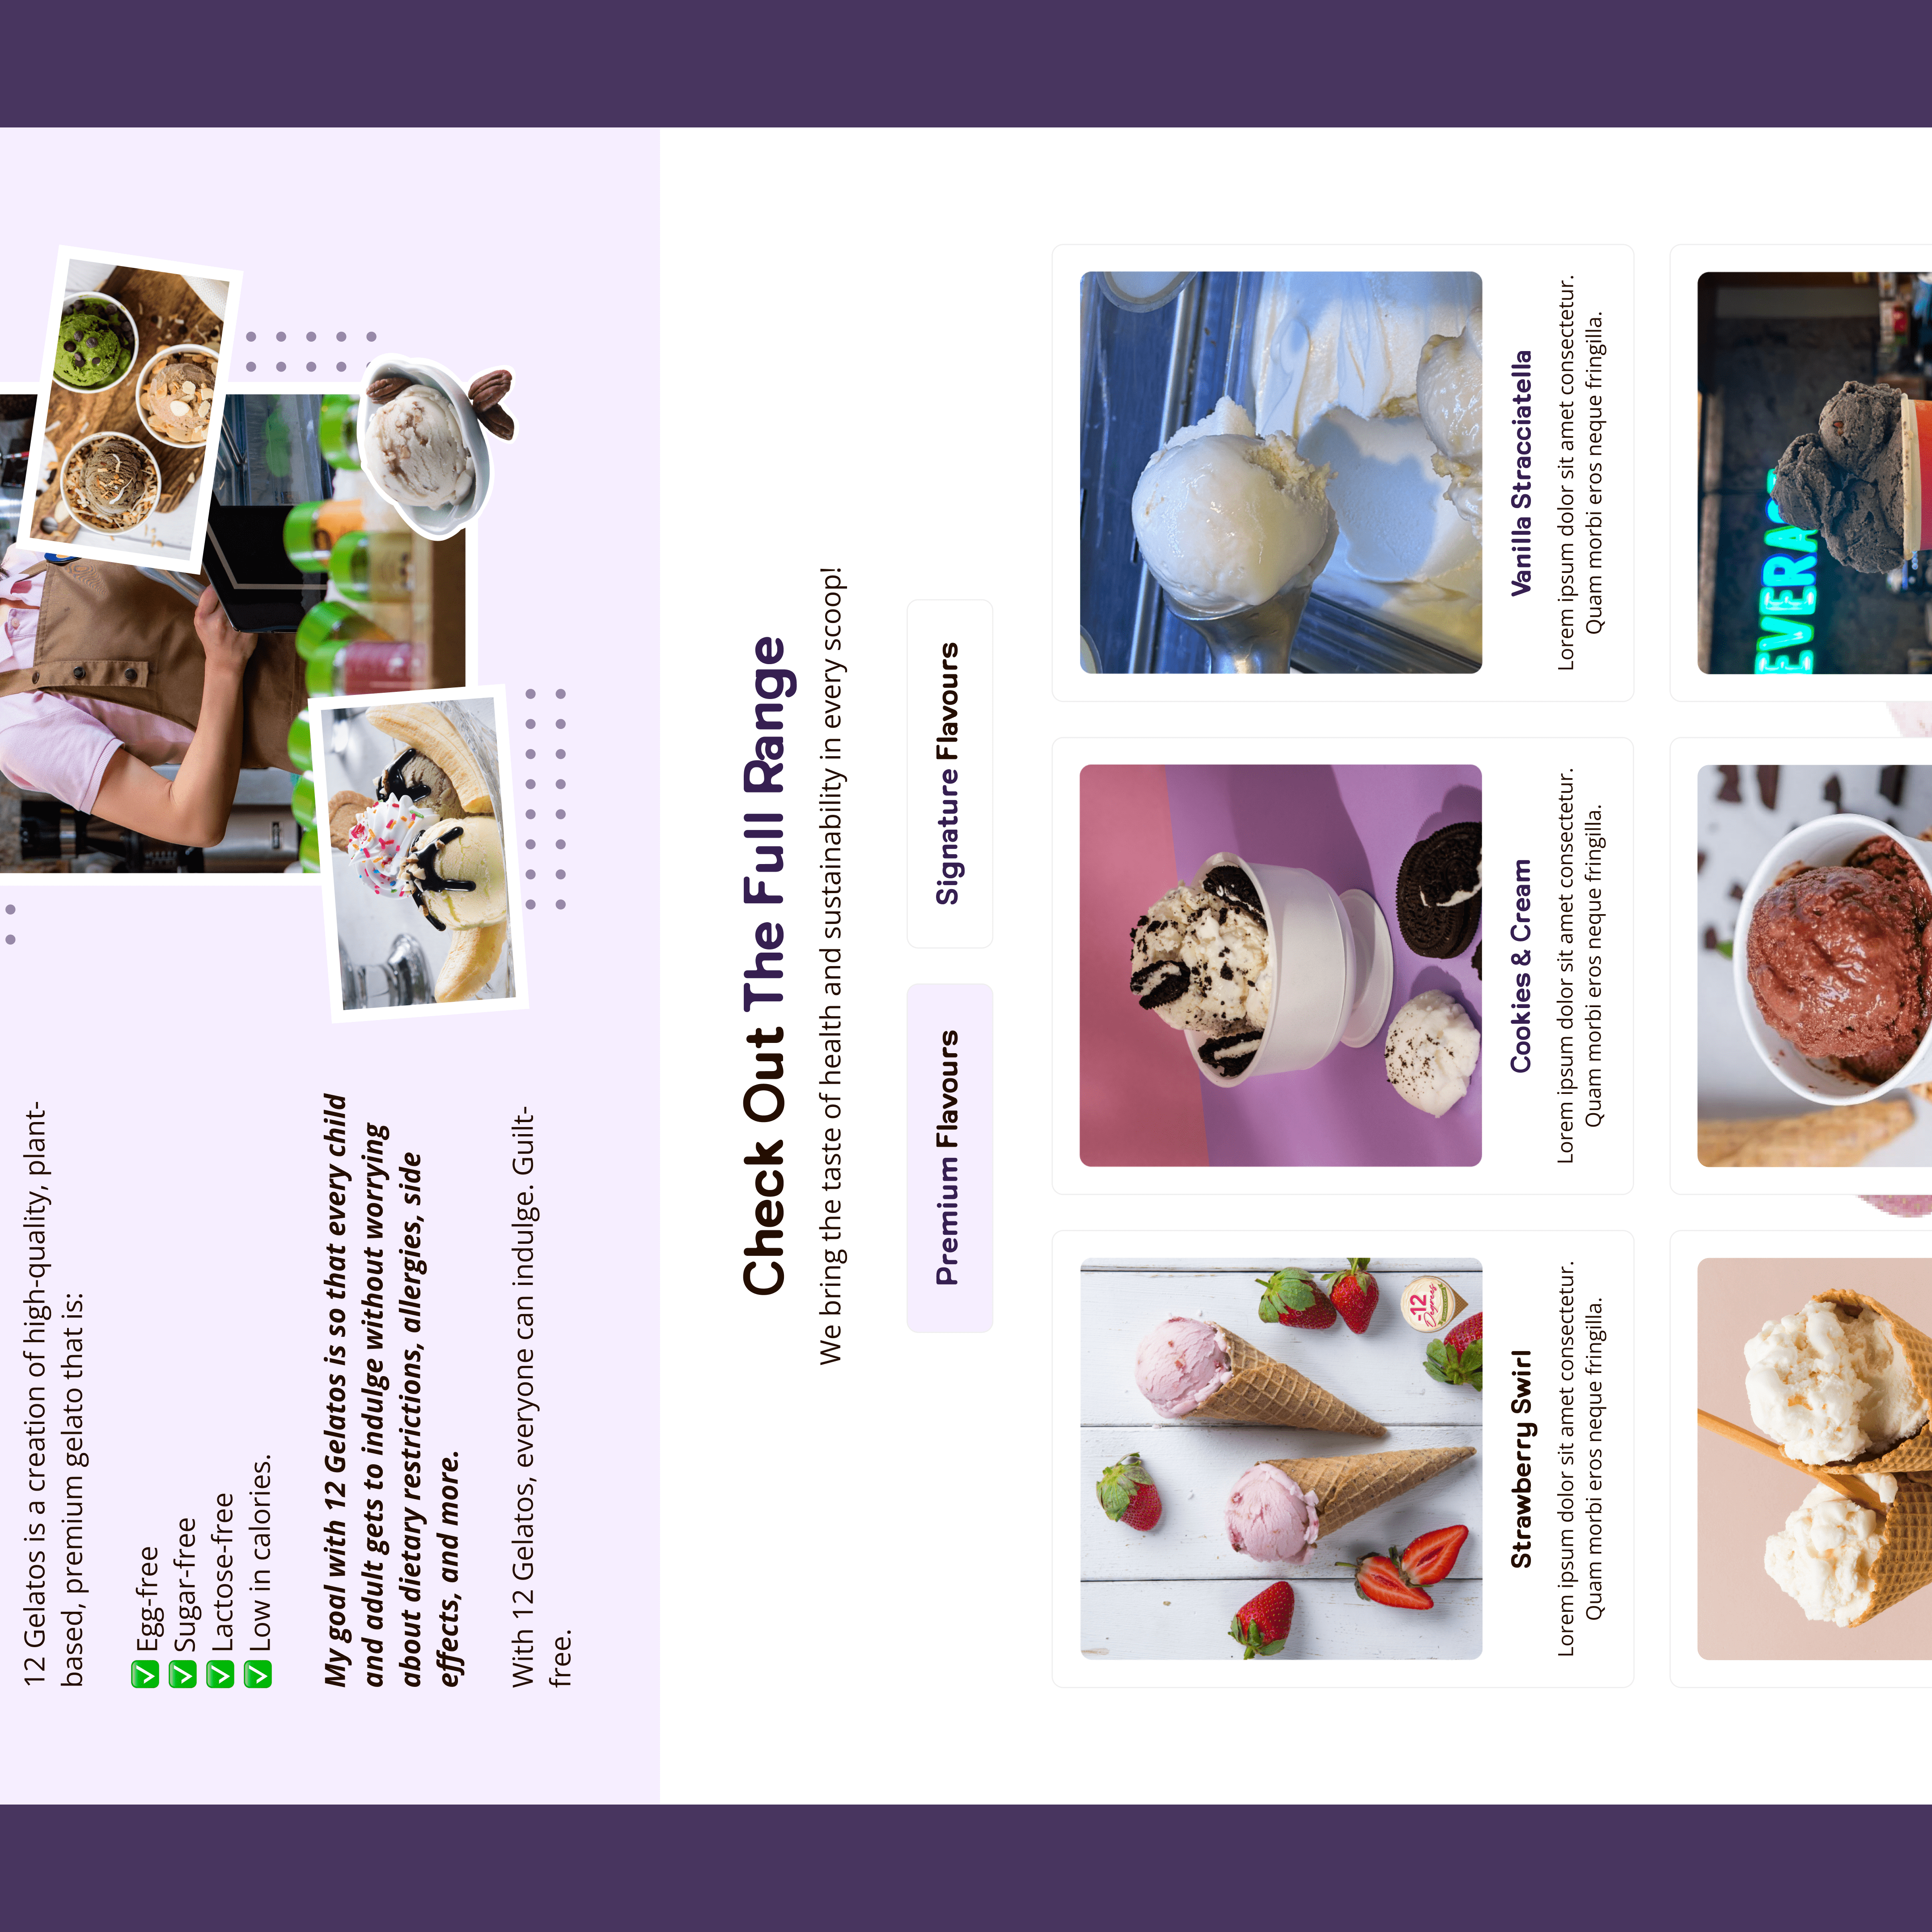 12 Gelatos is a creation of high-quality, plant-
based, premium gelato that is:
✅ Egg-free
✅ Sugar-free
✅ Lactose-free
✅ Low in calories.
My goal with 12 Gelatos is so that every child
and adult gets to indulge without worrying
about dietary restrictions, allergies, side
effects, and more.
With 12 Gelatos, everyone can indulge. Guilt-
free.
Check Out The Full Range
We bring the taste of health and sustainability in every scoop!
Premium Flavours
Signature Flavours
-12
Degrees
Strawberry Swirl
Lorem ipsum dolor sit amet consectetur.
Quam morbi eros neque fringilla.
Cookies & Cream
Lorem ipsum dolor sit amet consectetur.
Quam morbi eros neque fringilla.
Vanilla Stracciatella
Lorem ipsum dolor sit amet consectetur.
Quam morbi eros neque fringilla.